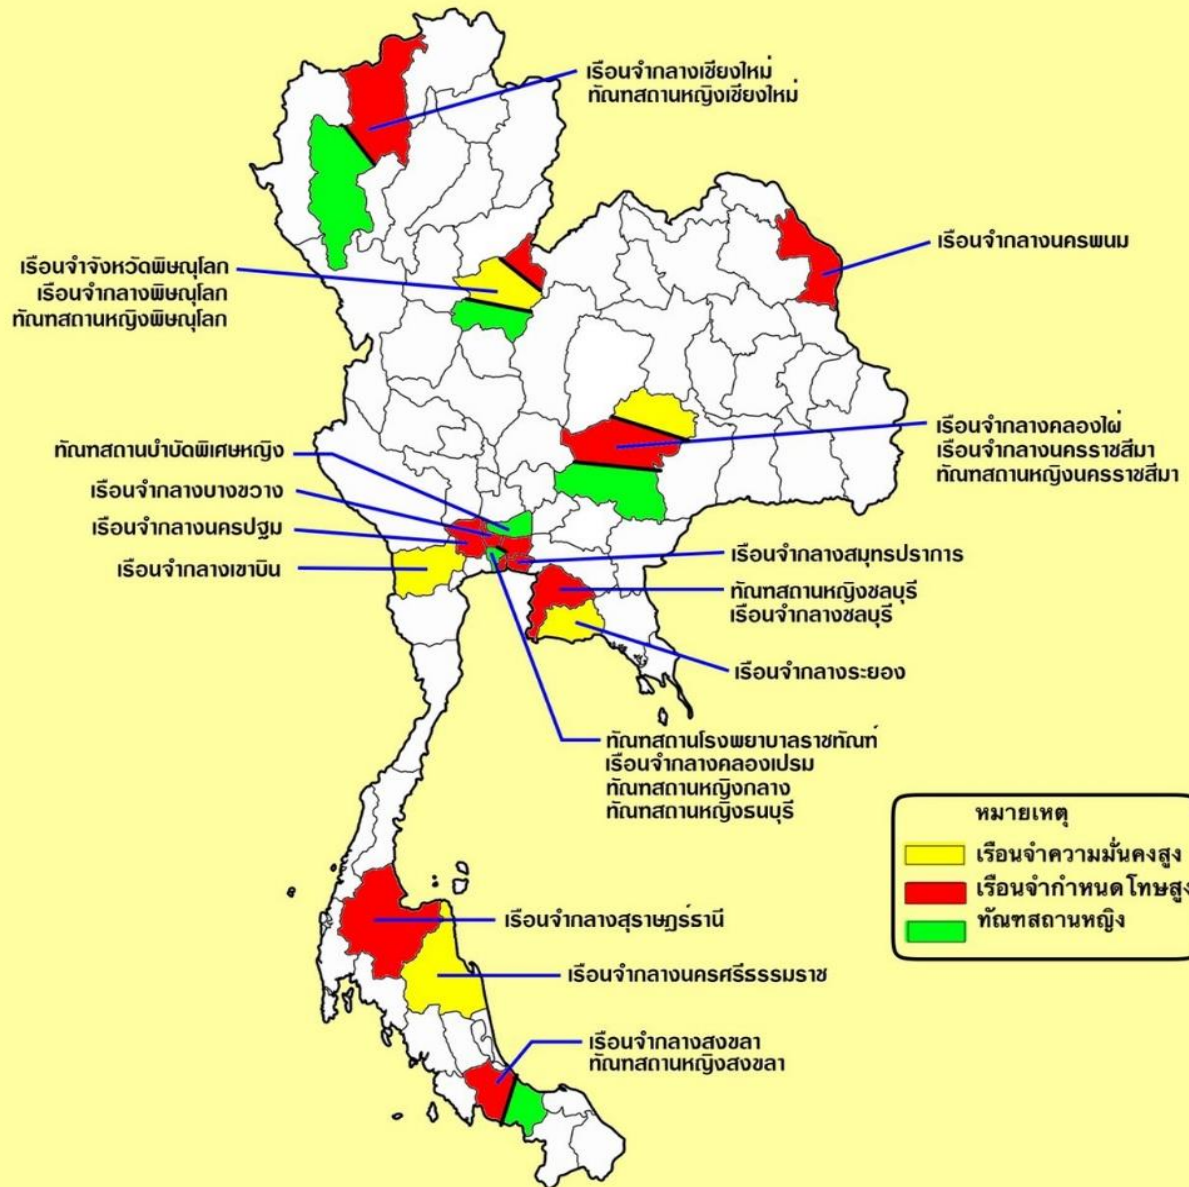 เรือนจำกลางเชียงใหม่
ทัณฑสถานหญิงเชียงใหม่
เรือนจำกลางนครพนม
เรือนจำจังหวัดพิษณุโลก
เรือนจำกลางพิษณุโลก
ทัณฑสถานหญิงพิษณุโลก
เรือนจำกลางคลองไผ่
เรือนจำกลางนครราชสีมา
ทัณฑสถานหญิงนครราชสีมา
ทัณฑสถานบำบัดพิเศษหญิง
เรือนจำกลางบางขวาง
เรือนจำกลางนครปฐม
เรือนจำกลางเขาบิน
เรือนจำกลางสมุทรปราการ
ทัณฑสถานหญิงชลบุรี
เรือนจำกลางชลบุรี
เรือนจำกลางระยอง
ทัณฑสถานโรงพยาบาลราชทัณฑ์
เรือนจำกลางคลองเปรม
ทัณฑสถานหญิงกลาง
ทัณฑสถานหญิงธนบุรี
หมายเหตุ
เรือนจำความมั่นคงสูง
เรือนจำกำหนดโทษสูง
ทัณฑสถานหญิง
เรือนจำกลางสุราษฎร์ธานี
เรือนจำกลางนครศรีธรรมราช
เรือนจำกลางสงขลา
ทัณฑสถานหญิงสงขลา